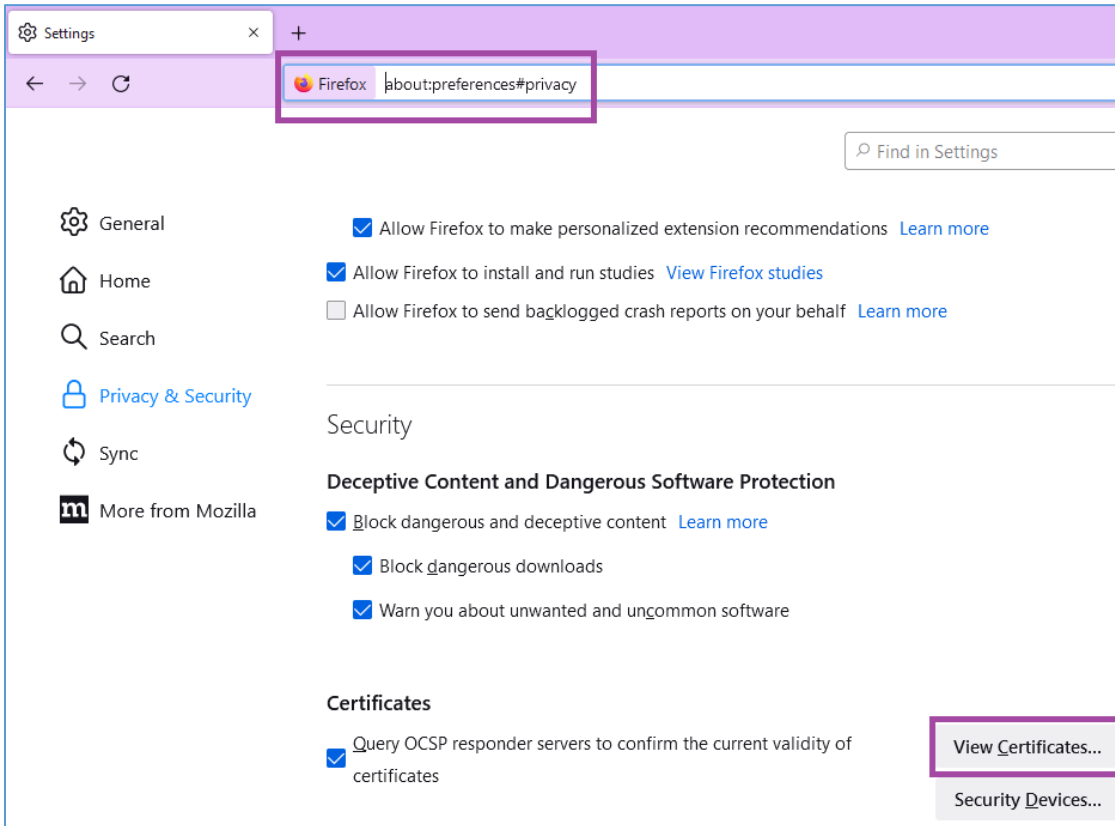 Settings
Firefox about:preferences#privacy
Find in Settings
General
Home
Search
Privacy & Security
Sync
More from Mozilla
Allow Firefox to make personalized extension recommendations Learn more
Allow Firefox to install and run studies View Firefox studies
Allow Firefox to send backlogged crash reports on your behalf Learn more
Security
Deceptive Content and Dangerous Software Protection
Block dangerous and deceptive content Learn more
Block dangerous downloads
Warn you about unwanted and uncommon software
Certificates
Query OCSP responder servers to confirm the current validity of
certificates
View Certificates...
Security Devices...